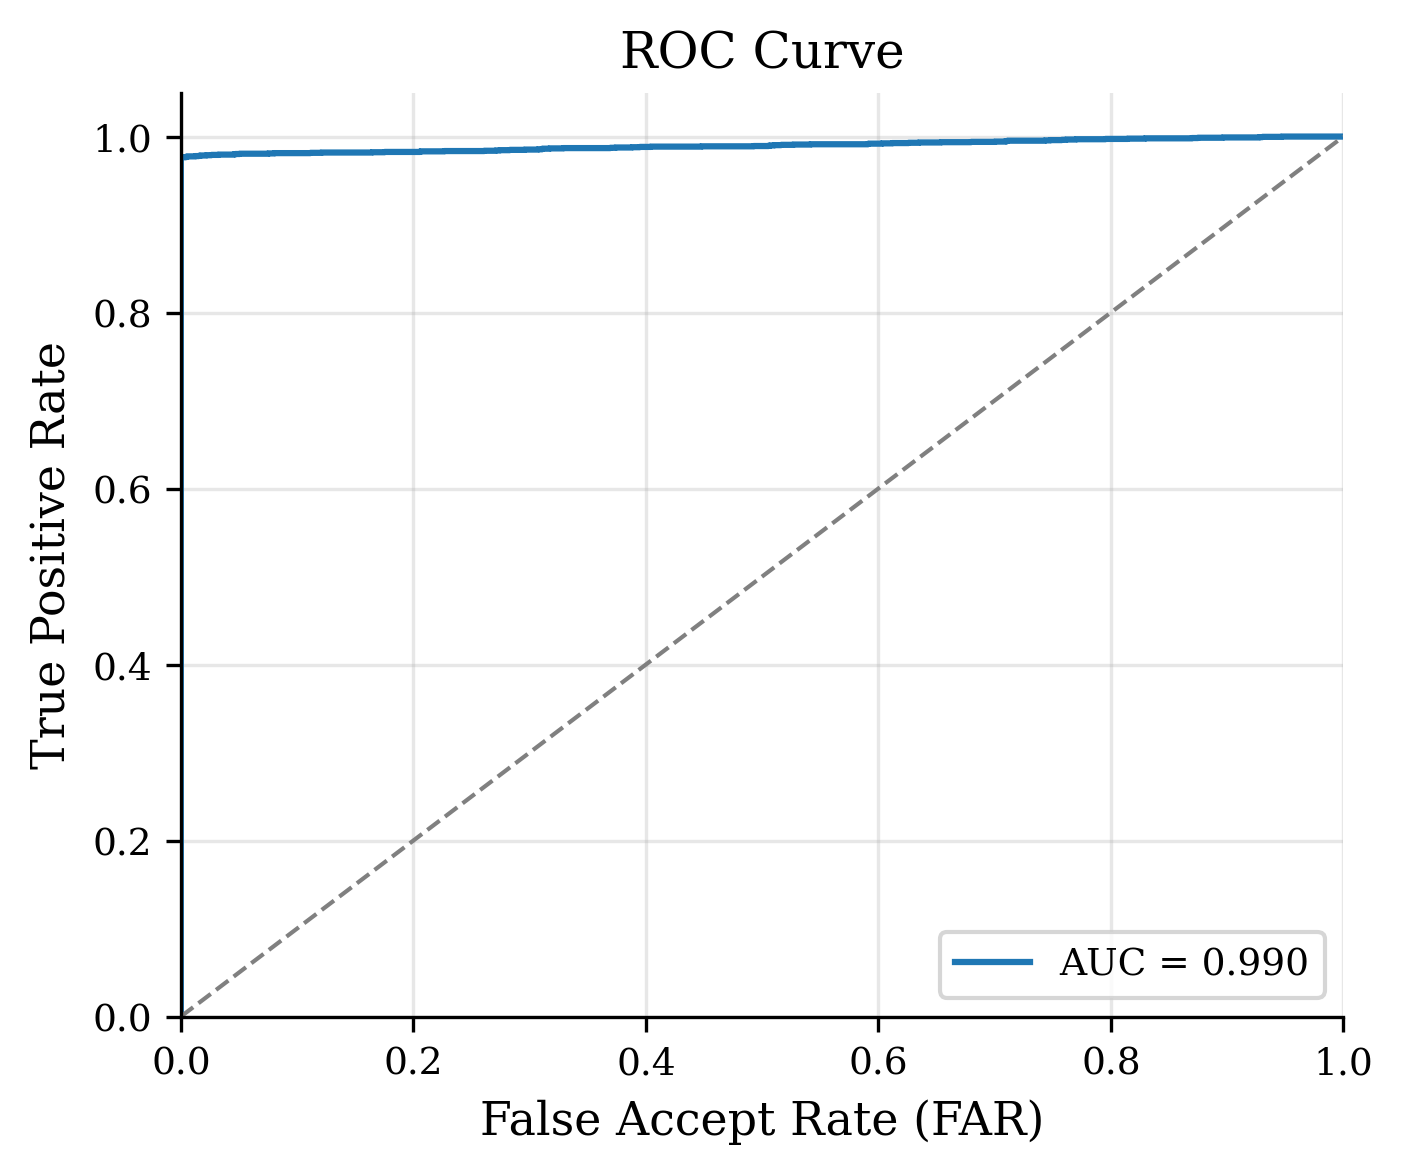 ROC Curve
True Positive Rate
1.0
0.8
0.6
0.4
0.2
0.0
AUC = 0.990
0.0 0.2 0.4 0.6 0.8 1.0
False Accept Rate (FAR)